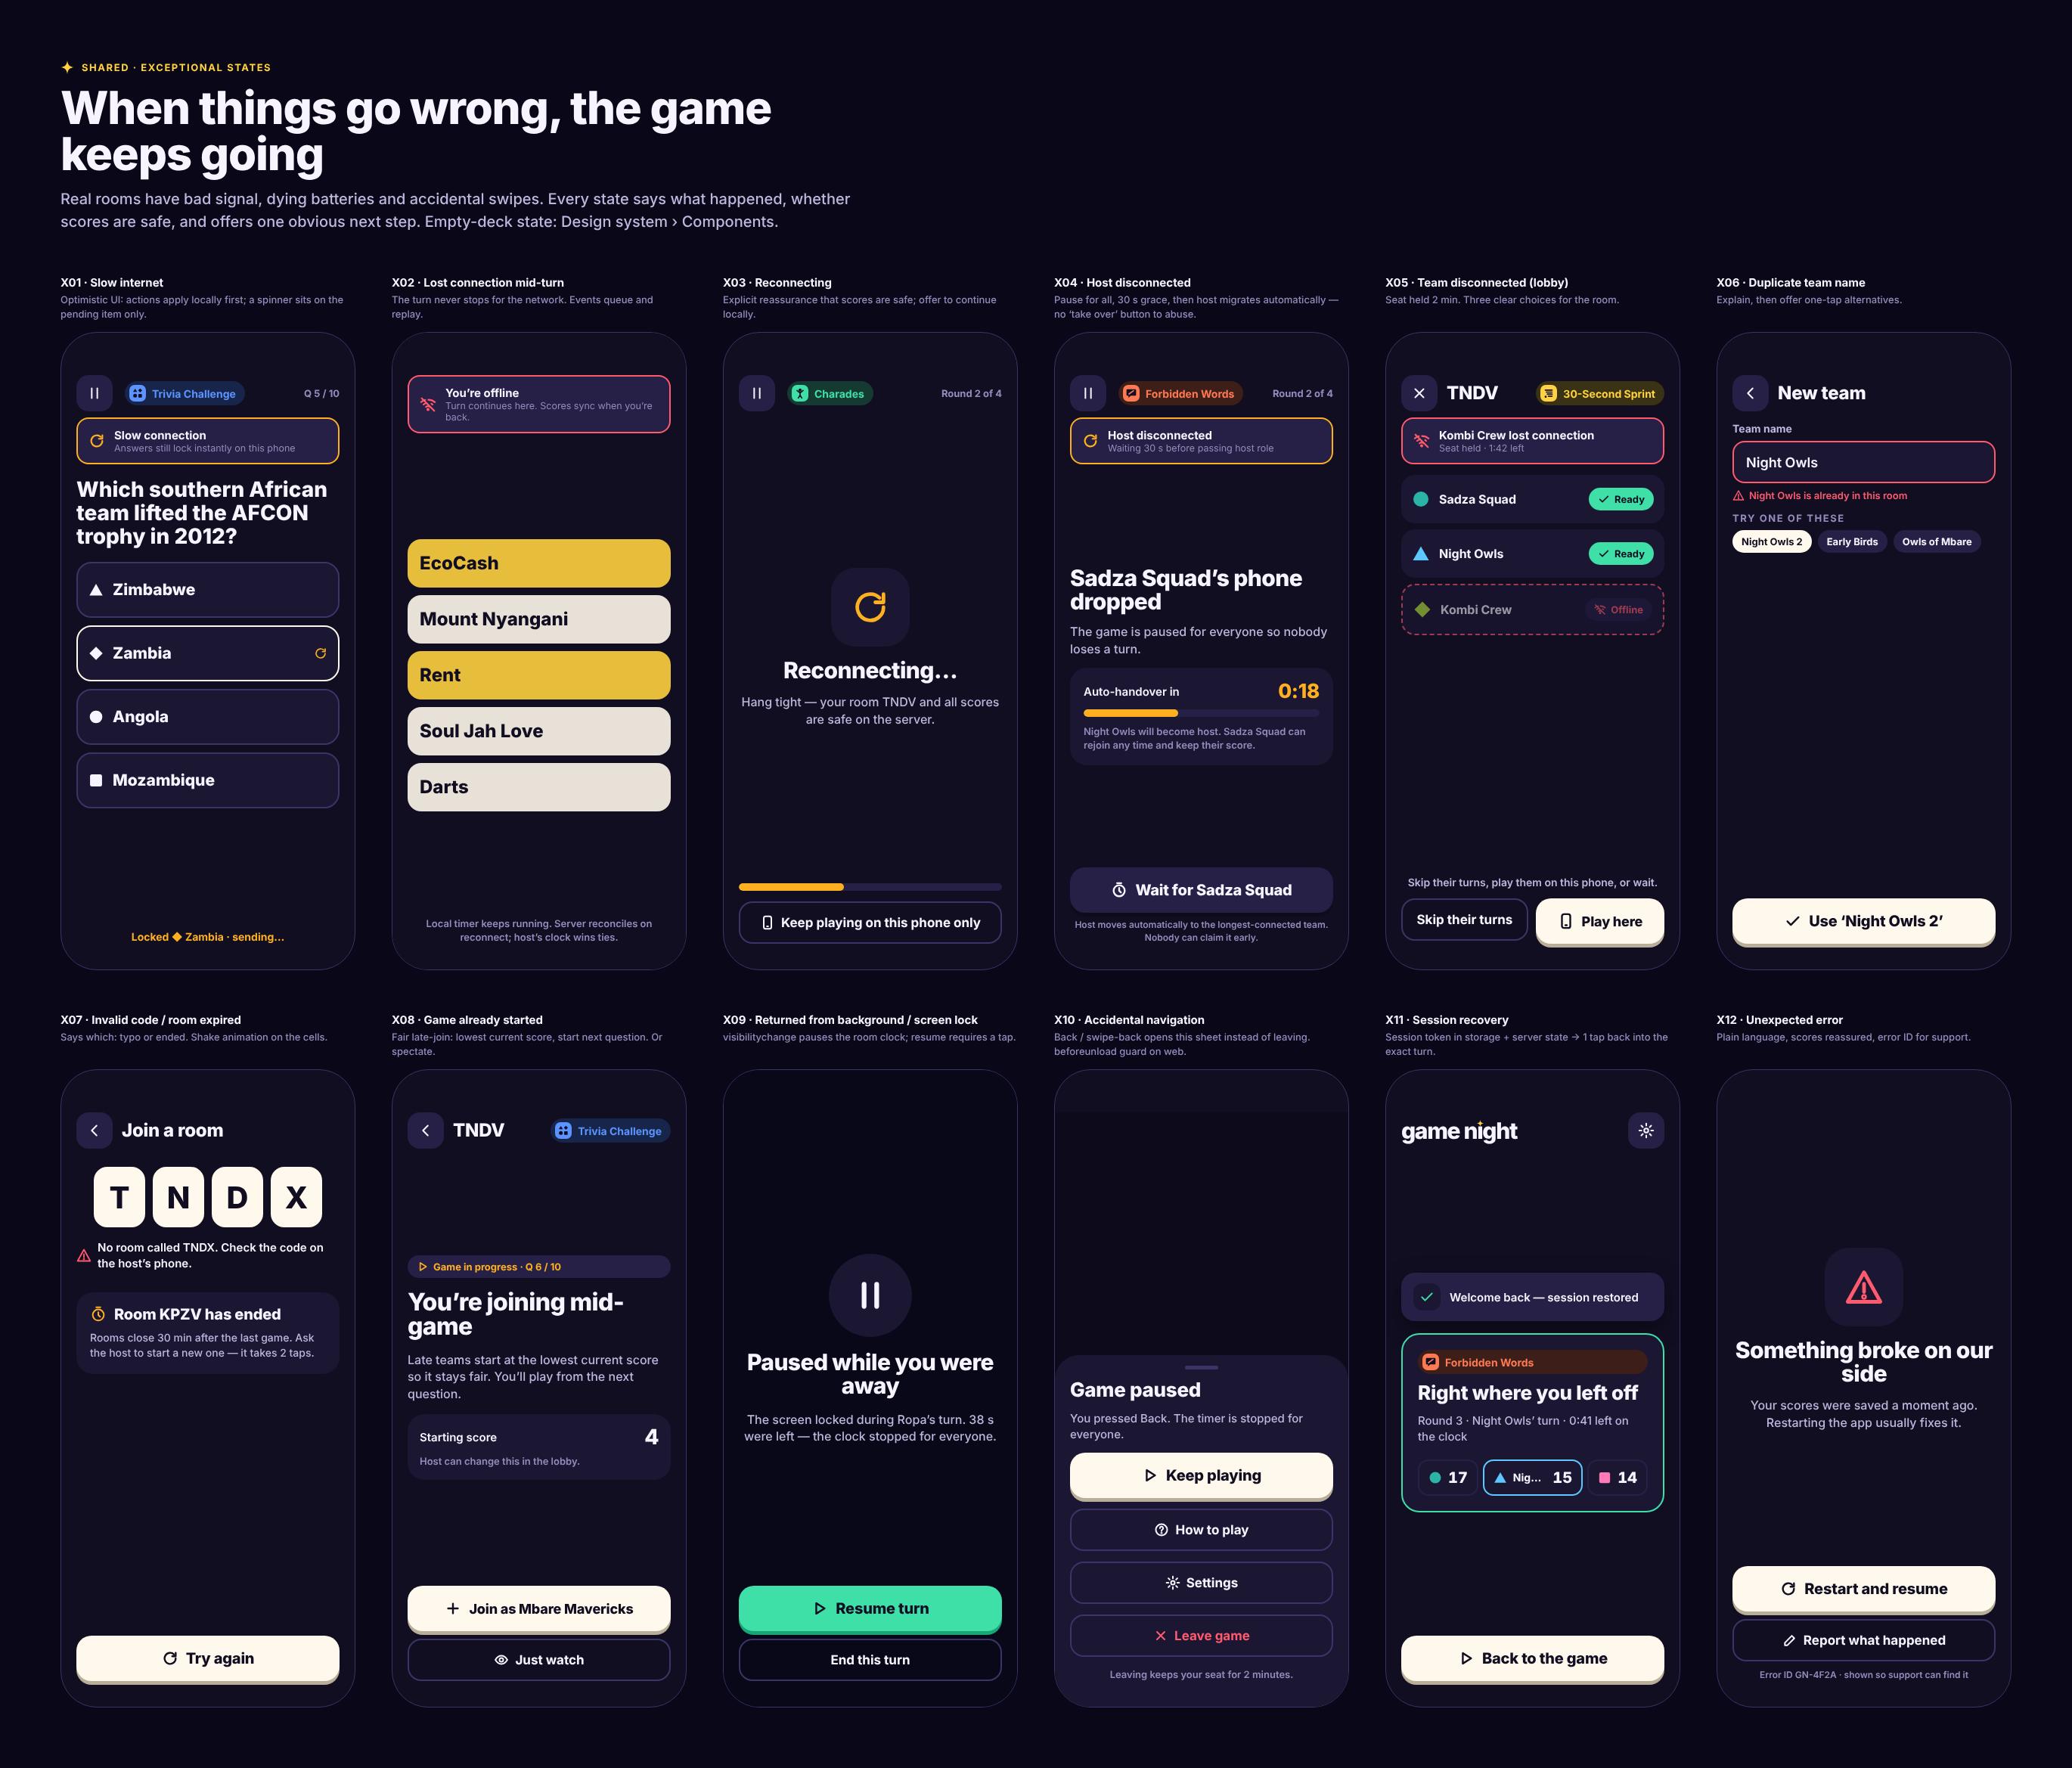 SHARED · EXCEPTIONAL STATES
When things go wrong, the game
keeps going
Real rooms have bad signal, dying batteries and accidental swipes. Every state says what happened, whether
scores are safe, and offers one obvious next step. Empty-deck state: Design system › Components.
X01 · Slow internet
Optimistic UI: actions apply locally first; a spinner sits on the
pending item only.
Trivia Challenge
Q 5 / 10
Slow connection
Answers still lock instantly on this phone
Which southern African
team lifted the AFCON
trophy in 2012?
Zimbabwe
Zambia
Angola
Mozambique
Locked ◆ Zambia · sending…
X02 · Lost connection mid-turn
The turn never stops for the network. Events queue and
replay.
You’re offline
Turn continues here. Scores sync when you’re
back.
EcoCash
Mount Nyangani
Rent
Soul Jah Love
Darts
Local timer keeps running. Server reconciles on
reconnect; host’s clock wins ties.
X03 · Reconnecting
Explicit reassurance that scores are safe; offer to continue
locally.
Charades
Round 2 of 4
Reconnecting…
Hang tight — your room TNDV and all scores
are safe on the server.
Keep playing on this phone only
X04 · Host disconnected
Pause for all, 30 s grace, then host migrates automatically —
no ‘take over’ button to abuse.
Forbidden Words
Round 2 of 4
Host disconnected
Waiting 30 s before passing host role
Sadza Squad’s phone
dropped
The game is paused for everyone so nobody
loses a turn.
Auto-handover in
0:18
Night Owls will become host. Sadza Squad can
rejoin any time and keep their score.
Wait for Sadza Squad
Host moves automatically to the longest-connected team.
Nobody can claim it early.
X05 · Team disconnected (lobby)
Seat held 2 min. Three clear choices for the room.
TNDV
30-Second Sprint
Kombi Crew lost connection
Seat held · 1:42 left
Sadza Squad
Ready
Night Owls
Ready
Kombi Crew
Offline
Skip their turns, play them on this phone, or wait.
Skip their turns
Play here
X06 · Duplicate team name
Explain, then offer one-tap alternatives.
New team
Team name
Night Owls
Night Owls is already in this room
TRY ONE OF THESE
Night Owls 2
Early Birds
Owls of Mbare
Use ‘Night Owls 2’
X07 · Invalid code / room expired
Says which: typo or ended. Shake animation on the cells.
Join a room
T N D X
No room called TNDX. Check the code on
the host’s phone.
Room KPZV has ended
Rooms close 30 min after the last game. Ask
the host to start a new one — it takes 2 taps.
Try again
X08 · Game already started
Fair late-join: lowest current score, start next question. Or
spectate.
TNDV
Trivia Challenge
Game in progress · Q 6 / 10
You’re joining mid-
game
Late teams start at the lowest current score
so it stays fair. You’ll play from the next
question.
Starting score
4
Host can change this in the lobby.
Join as Mbare Mavericks
Just watch
X09 · Returned from background / screen lock
visibilitychange pauses the room clock; resume requires a tap.
Paused while you were
away
The screen locked during Ropa’s turn. 38 s
were left — the clock stopped for everyone.
Resume turn
End this turn
X10 · Accidental navigation
Back / swipe-back opens this sheet instead of leaving.
beforeunload guard on web.
Game paused
You pressed Back. The timer is stopped for
everyone.
Keep playing
How to play
Settings
Leave game
Leaving keeps your seat for 2 minutes.
X11 · Session recovery
Session token in storage + server state → 1 tap back into the
exact turn.
game night
Welcome back — session restored
Forbidden Words
Right where you left off
Round 3 · Night Owls’ turn · 0:41 left on
the clock
17
Nig… 15
14
Back to the game
X12 · Unexpected error
Plain language, scores reassured, error ID for support.
Something broke on our
side
Your scores were saved a moment ago.
Restarting the app usually fixes it.
Restart and resume
Report what happened
Error ID GN-4F2A · shown so support can find it